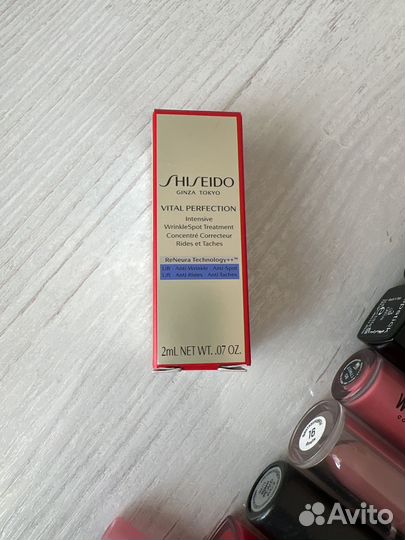 SHISEIDO
GINZA TOKYO
VITAL PERFECTION
Intensive
WrinkleSpot Treatment
Concentré Correcteur
Rides et Taches
ReNeura Technology++™
Lift · Anti-Wrinkle · Anti-Spot
Lift · Anti-Rides · Anti-Taches
2mL NET WT. .07 OZ.
16
Avito